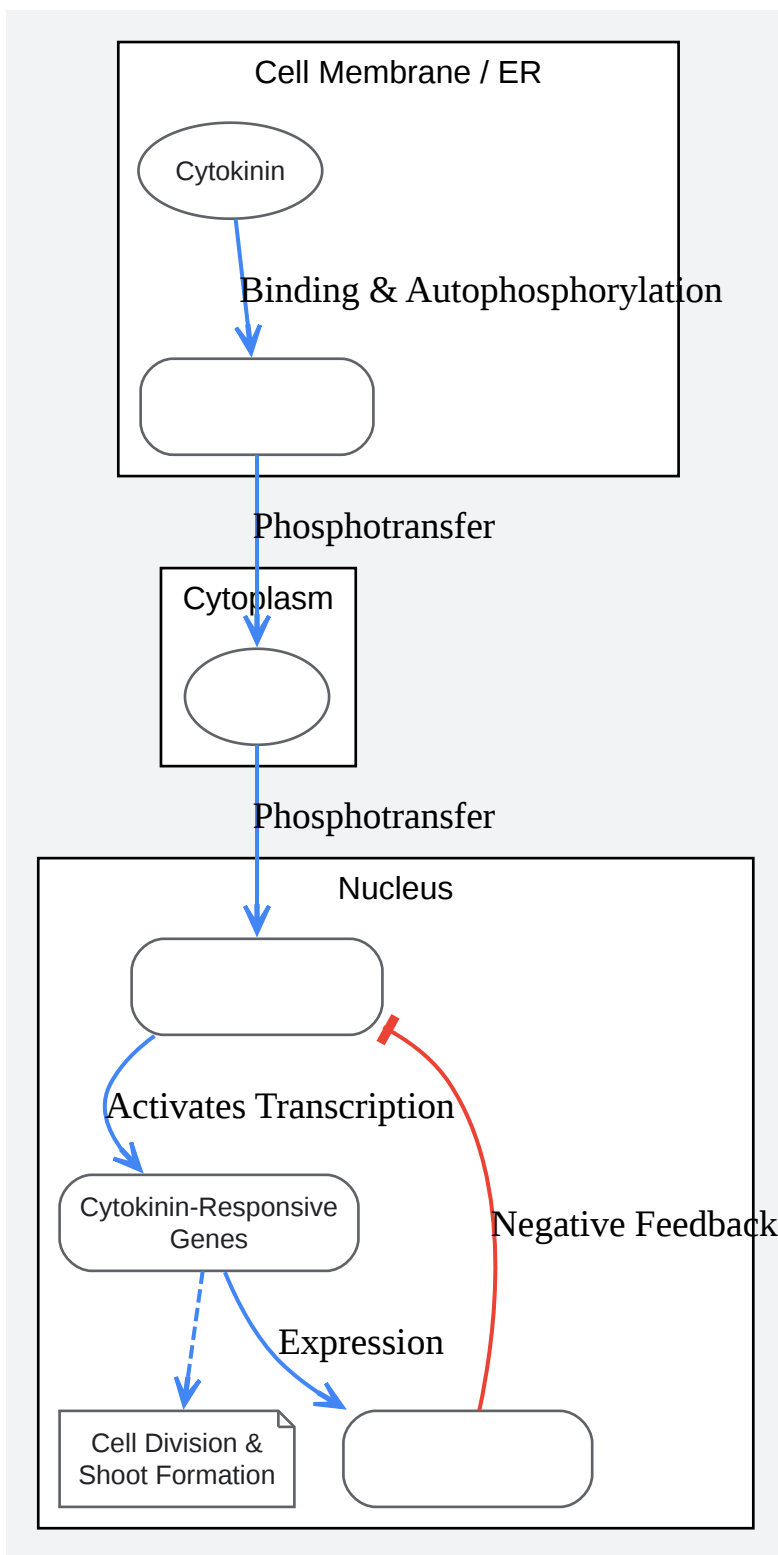 Cell Membrane / ER
Cytokinin
Binding & Autophosphorylation
Phosphotransfer
Cytoplasm
Phosphotransfer
Nucleus
Activates Transcription
Cytokinin-Responsive
Genes
Negative Feedback
Expression
Cell Division &
Shoot Formation